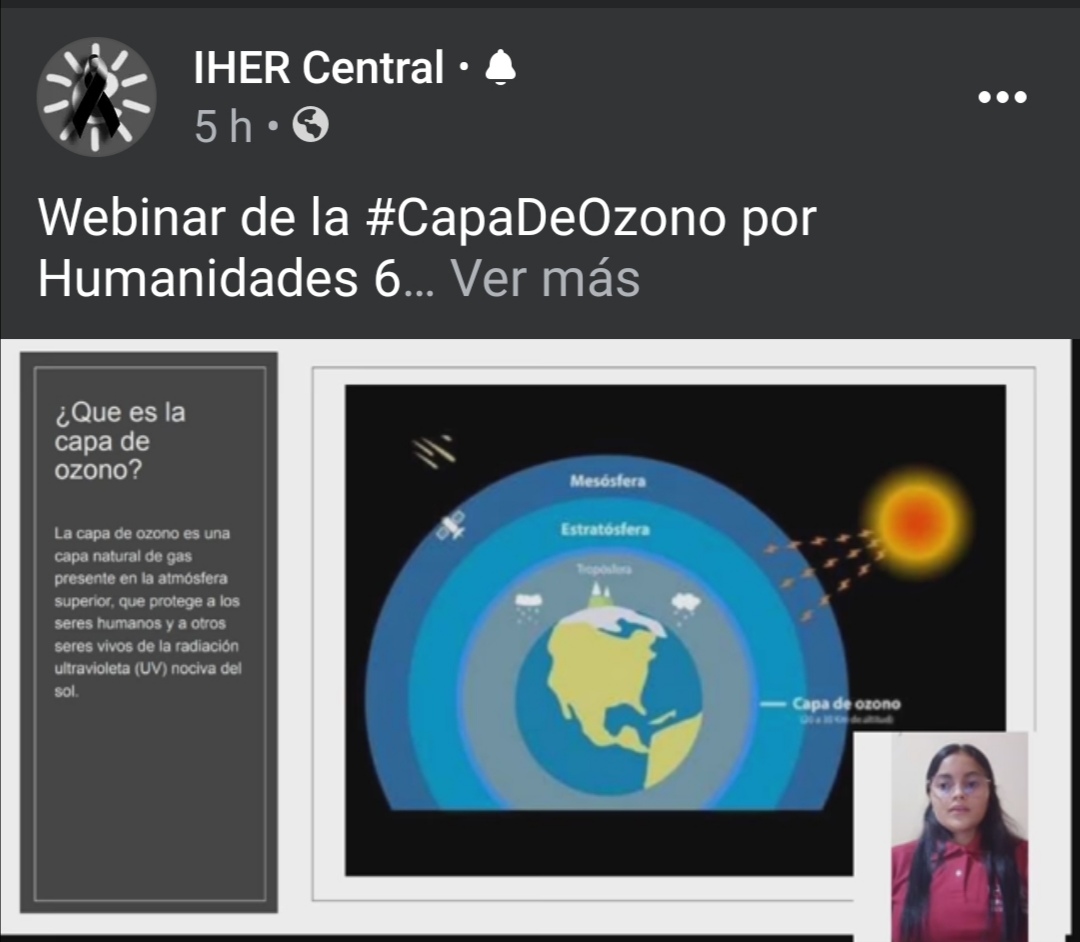 IHER Central ·
5 h ·
Webinar de la #CapaDeOzono por
Humanidades 6... Ver más
¿Que es la
capa de
ozono?
La capa de ozono es una
capa natural de gas
presente en la atmósfera
superior, que protege a los
seres humanos y a otros
seres vivos de la radiación
ultravioleta (UV) nociva del
sol.
Mesósfera
Estratósfera
Tropósfera
Capa de ozono